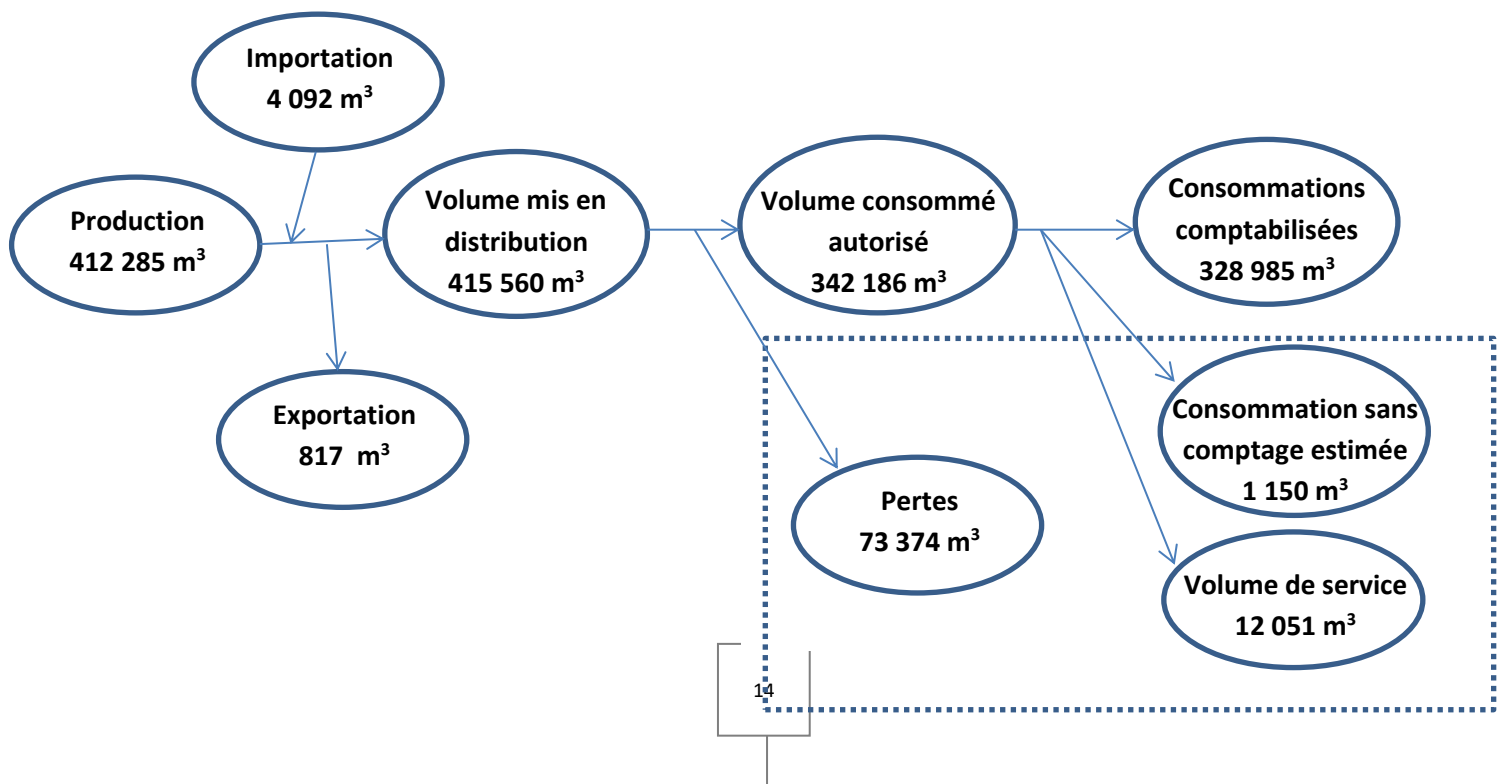 Importation
4 092 m³
Production
412 285 m³
Volume mis en
distribution
415 560 m³
Volume consommé
autorisé
342 186 m³
Consommations
comptabilisées
328 985 m³
Exportation
817 m³
Consommation sans
comptage estimée
1 150 m³
Pertes
73 374 m³
Volume de service
12 051 m³
14